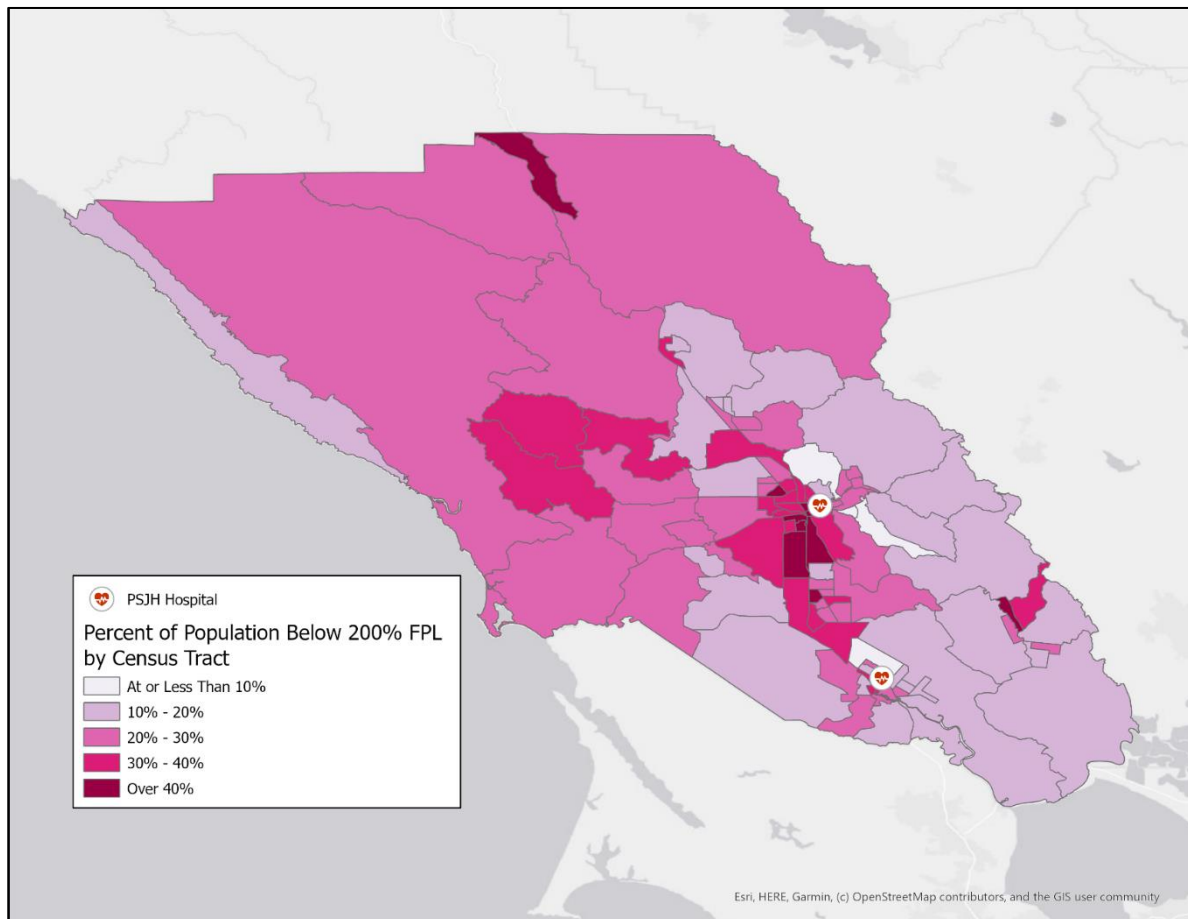 PSJH Hospital
Percent of Population Below 200% FPL
by Census Tract
At or Less Than 10%
10% - 20%
20% - 30%
30% - 40%
Over 40%
Esri, HERE, Garmin, (c) OpenStreetMap contributors, and the GIS user community